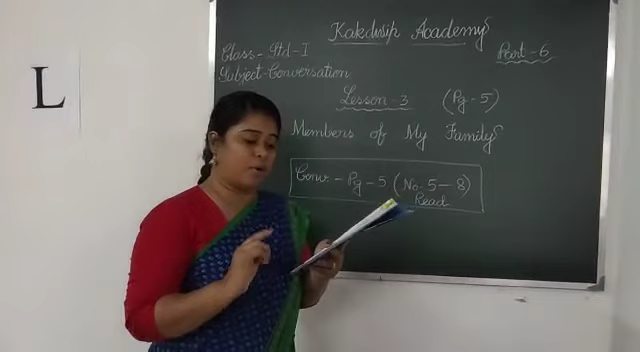 L
Kakdwip Academy
Class - Std - I
Part - 6
Subject - Conversation
Lesson - 3 (Pg - 5)
Members of My Family
Conv. - Pg - 5 (No. 5 - 8)
Read